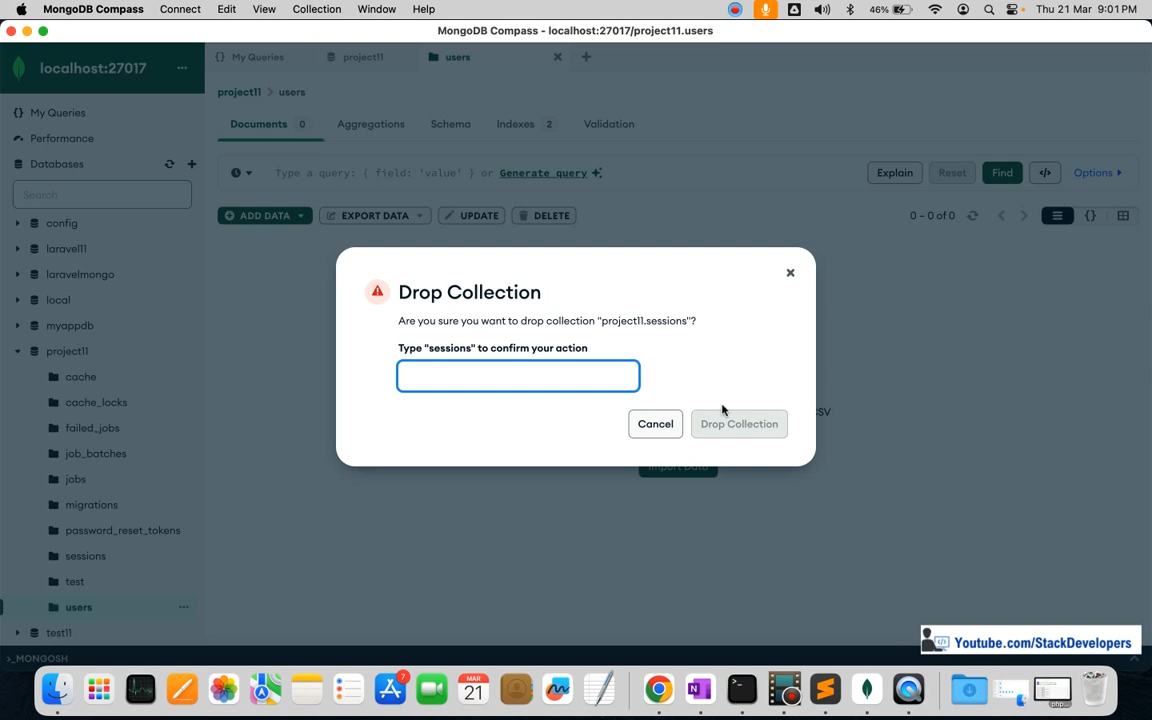 MongoDB Compass Connect Edit View Collection Window Help 46% Thu 21 Mar 9:01 PM
MongoDB Compass - localhost:27017/project11.users
localhost:27017 ...
{} My Queries project11 users
project11 > users
{} My Queries
Documents 0 Aggregations Schema Indexes 2 Validation
Performance
Databases
Type a query: { field: 'value' } or Generate query Explain Reset Find </> Options
Search
ADD DATA EXPORT DATA UPDATE DELETE 0 – 0 of 0 {}
config
laravel11
laravelmongo
local
myappdb
project11
cache
cache_locks
failed_jobs
job_batches
jobs
migrations
password_reset_tokens
sessions
test
users ...
test11
Drop Collection
Are you sure you want to drop collection "project11.sessions"?
Type "sessions" to confirm your action
CSV
Cancel Drop Collection
Import Data
Youtube.com/StackDevelopers
>_MONGOSH
7
MAR
21
php...